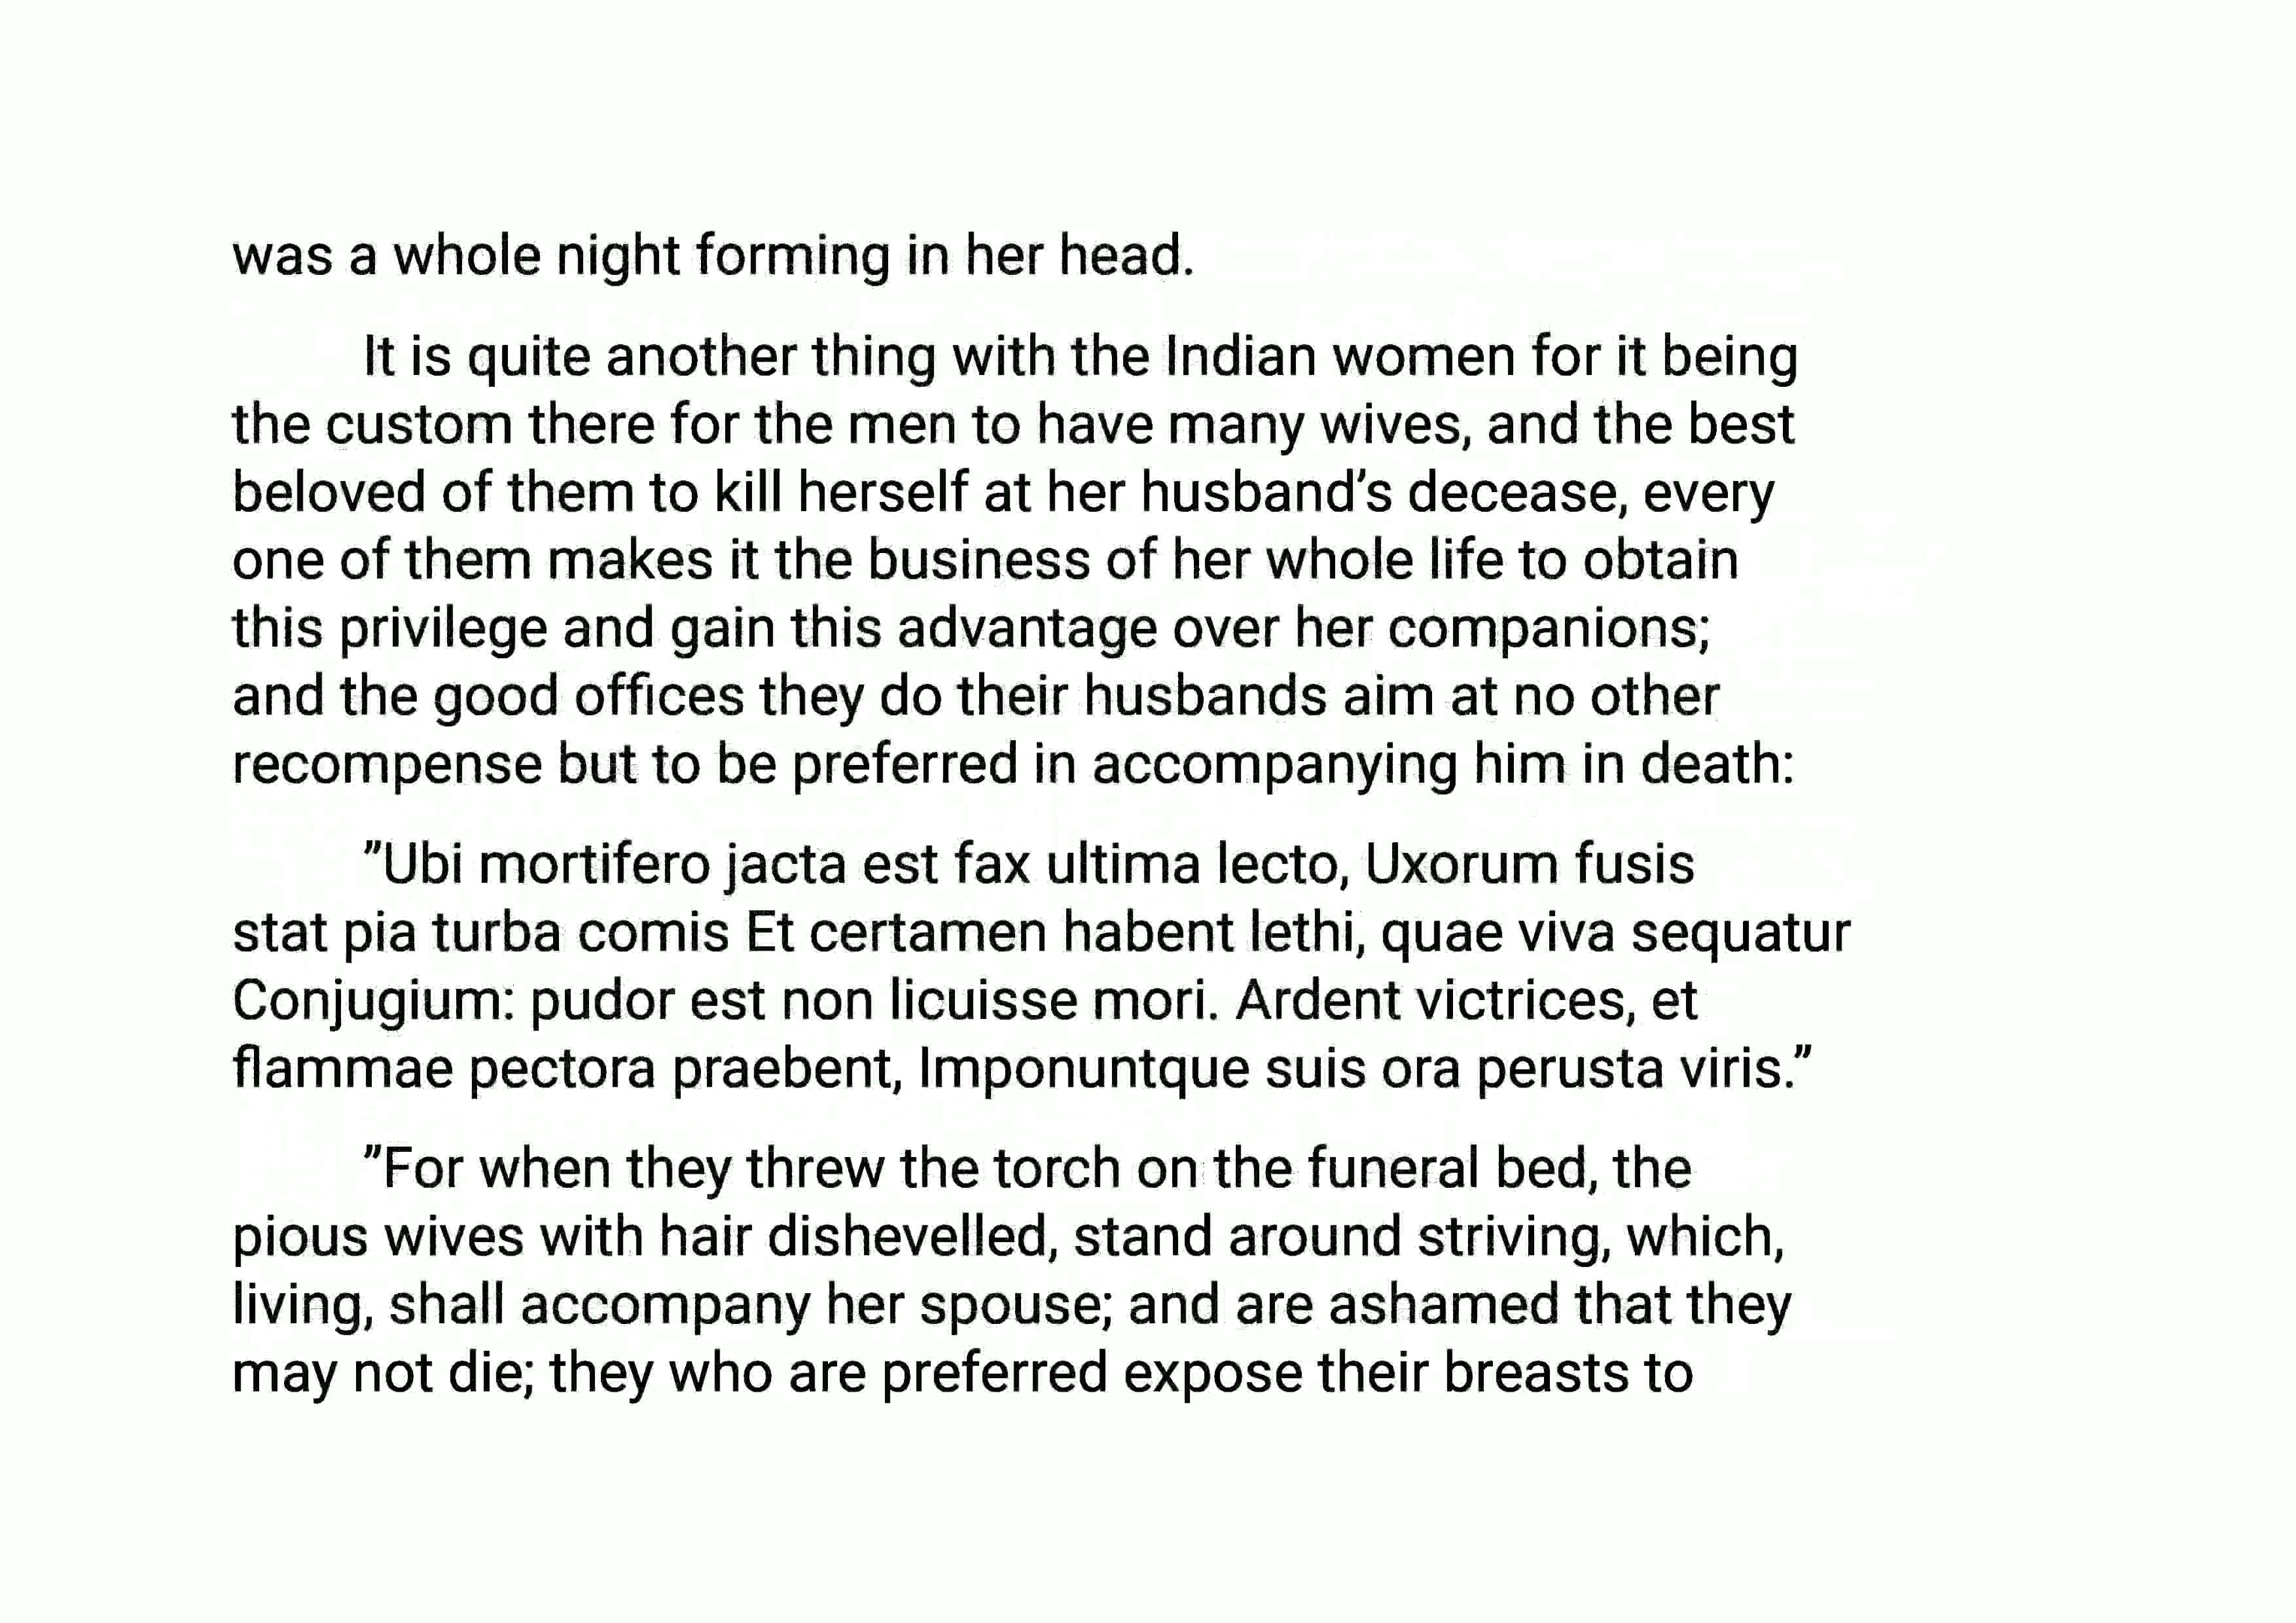 was a whole night forming in her head.
It is quite another thing with the Indian women for it being
the custom there for the men to have many wives, and the best
beloved of them to kill herself at her husband’s decease, every
one of them makes it the business of her whole life to obtain
this privilege and gain this advantage over her companions;
and the good offices they do their husbands aim at no other
recompense but to be preferred in accompanying him in death:
”Ubi mortifero jacta est fax ultima lecto, Uxorum fusis
stat pia turba comis Et certamen habent lethi, quae viva sequatur
Conjugium: pudor est non licuisse mori. Ardent victrices, et
flammae pectora praebent, Imponuntque suis ora perusta viris.”
”For when they threw the torch on the funeral bed, the
pious wives with hair dishevelled, stand around striving, which,
living, shall accompany her spouse; and are ashamed that they
may not die; they who are preferred expose their breasts to